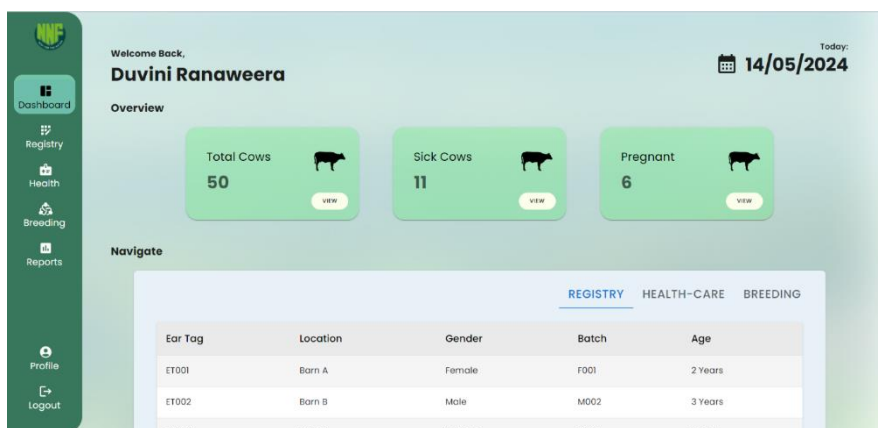 NNF
Dashboard
Registry
Health
Breeding
Reports
Profile
Logout
Welcome Back,
Duvini Ranaweera
Today:
14/05/2024
Overview
Total Cows
50
VIEW
Sick Cows
11
VIEW
Pregnant
6
VIEW
Navigate
REGISTRY HEALTH-CARE BREEDING
Ear Tag Location Gender Batch Age
ET001 Barn A Female F001 2 Years
ET002 Barn B Male M002 3 Years